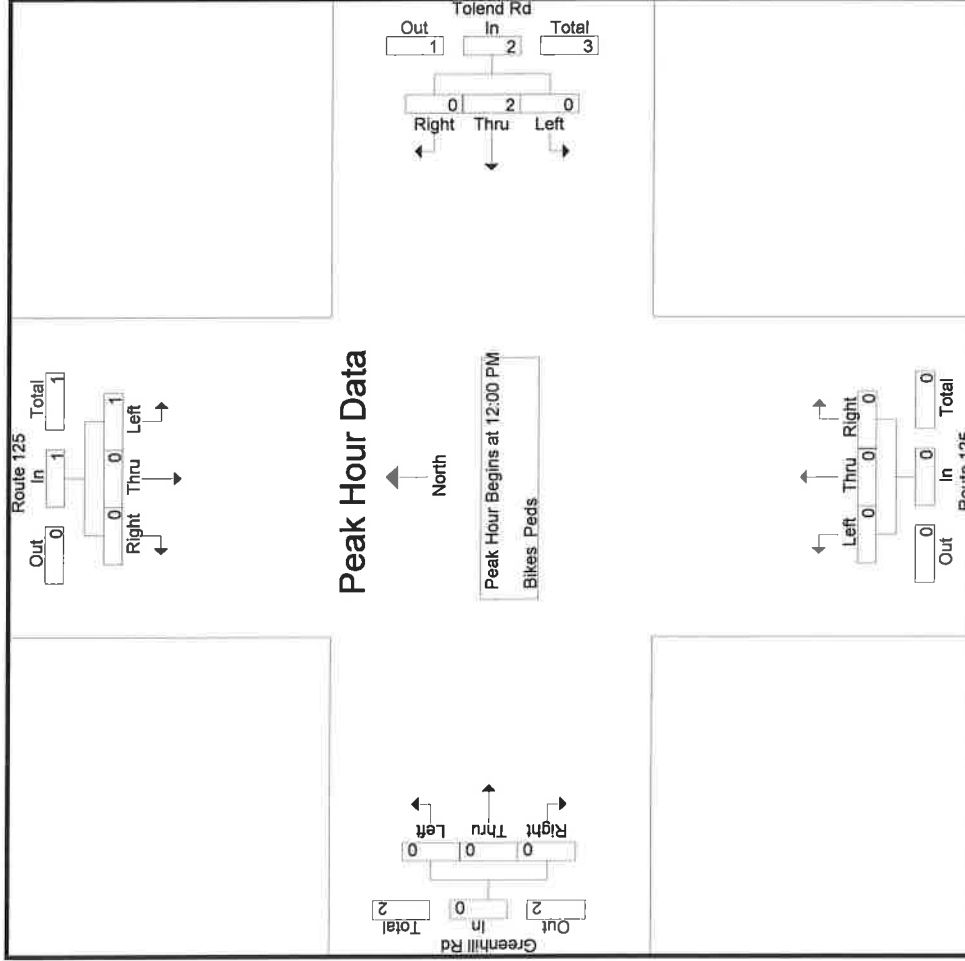 Route 125
Out In Total
0 1 1
0 0 1
Right Thru Left
Tolend Rd
Out In Total
1 2 3
0 2 0
Right Thru Left
Peak Hour Data
North
Peak Hour Begins at 12:00 PM
Bikes Peds
Greenhill Rd
Total In Out
2 0 2
0 0 0
Left Thru Right
Left Thru Right
0 0 0
0 0 0
Out In Total
Route 125